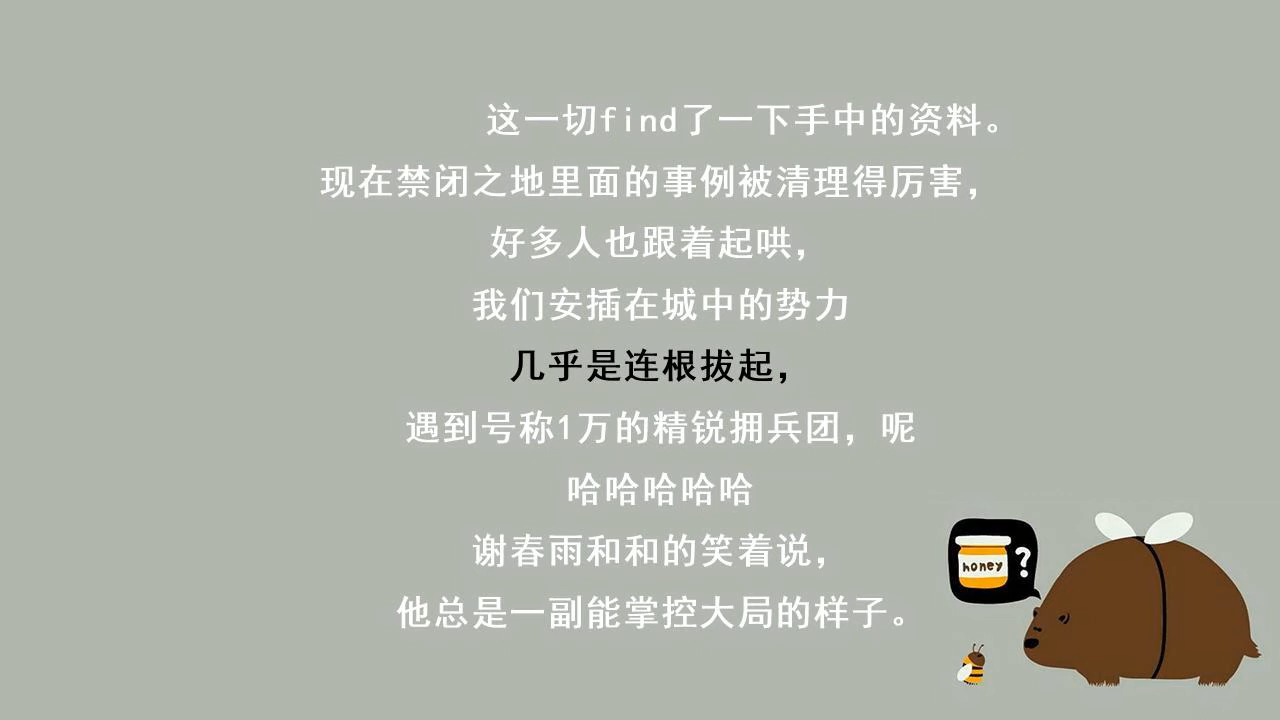 这一切find了一下手中的资料。
现在禁闭之地里面的事例被清理得厉害，
好多人也跟着起哄，
我们安插在城中的势力
几乎是连根拔起，
遇到号称1万的精锐拥兵团，呢
哈哈哈哈哈
谢春雨和和的笑着说，
他总是一副能掌控大局的样子。
honey
?